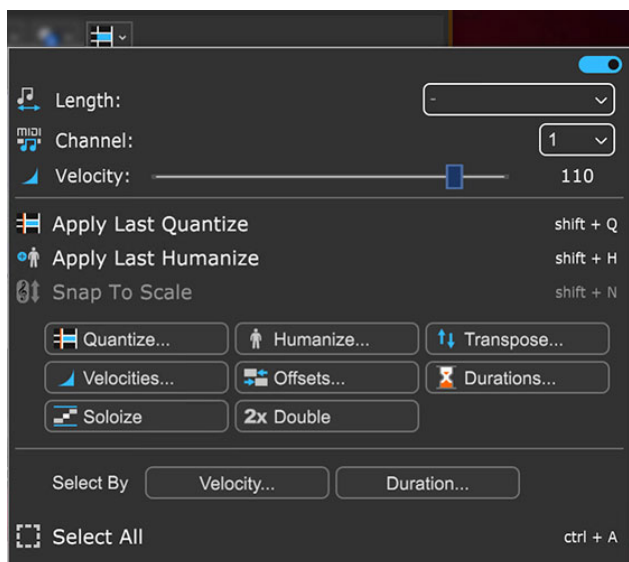 Length: -
MIDI Channel: 1
Velocity: 110
Apply Last Quantize shift + Q
Apply Last Humanize shift + H
Snap To Scale shift + N
Quantize... Humanize... Transpose...
Velocities... Offsets... Durations...
Soloize 2x Double
Select By Velocity... Duration...
Select All ctrl + A